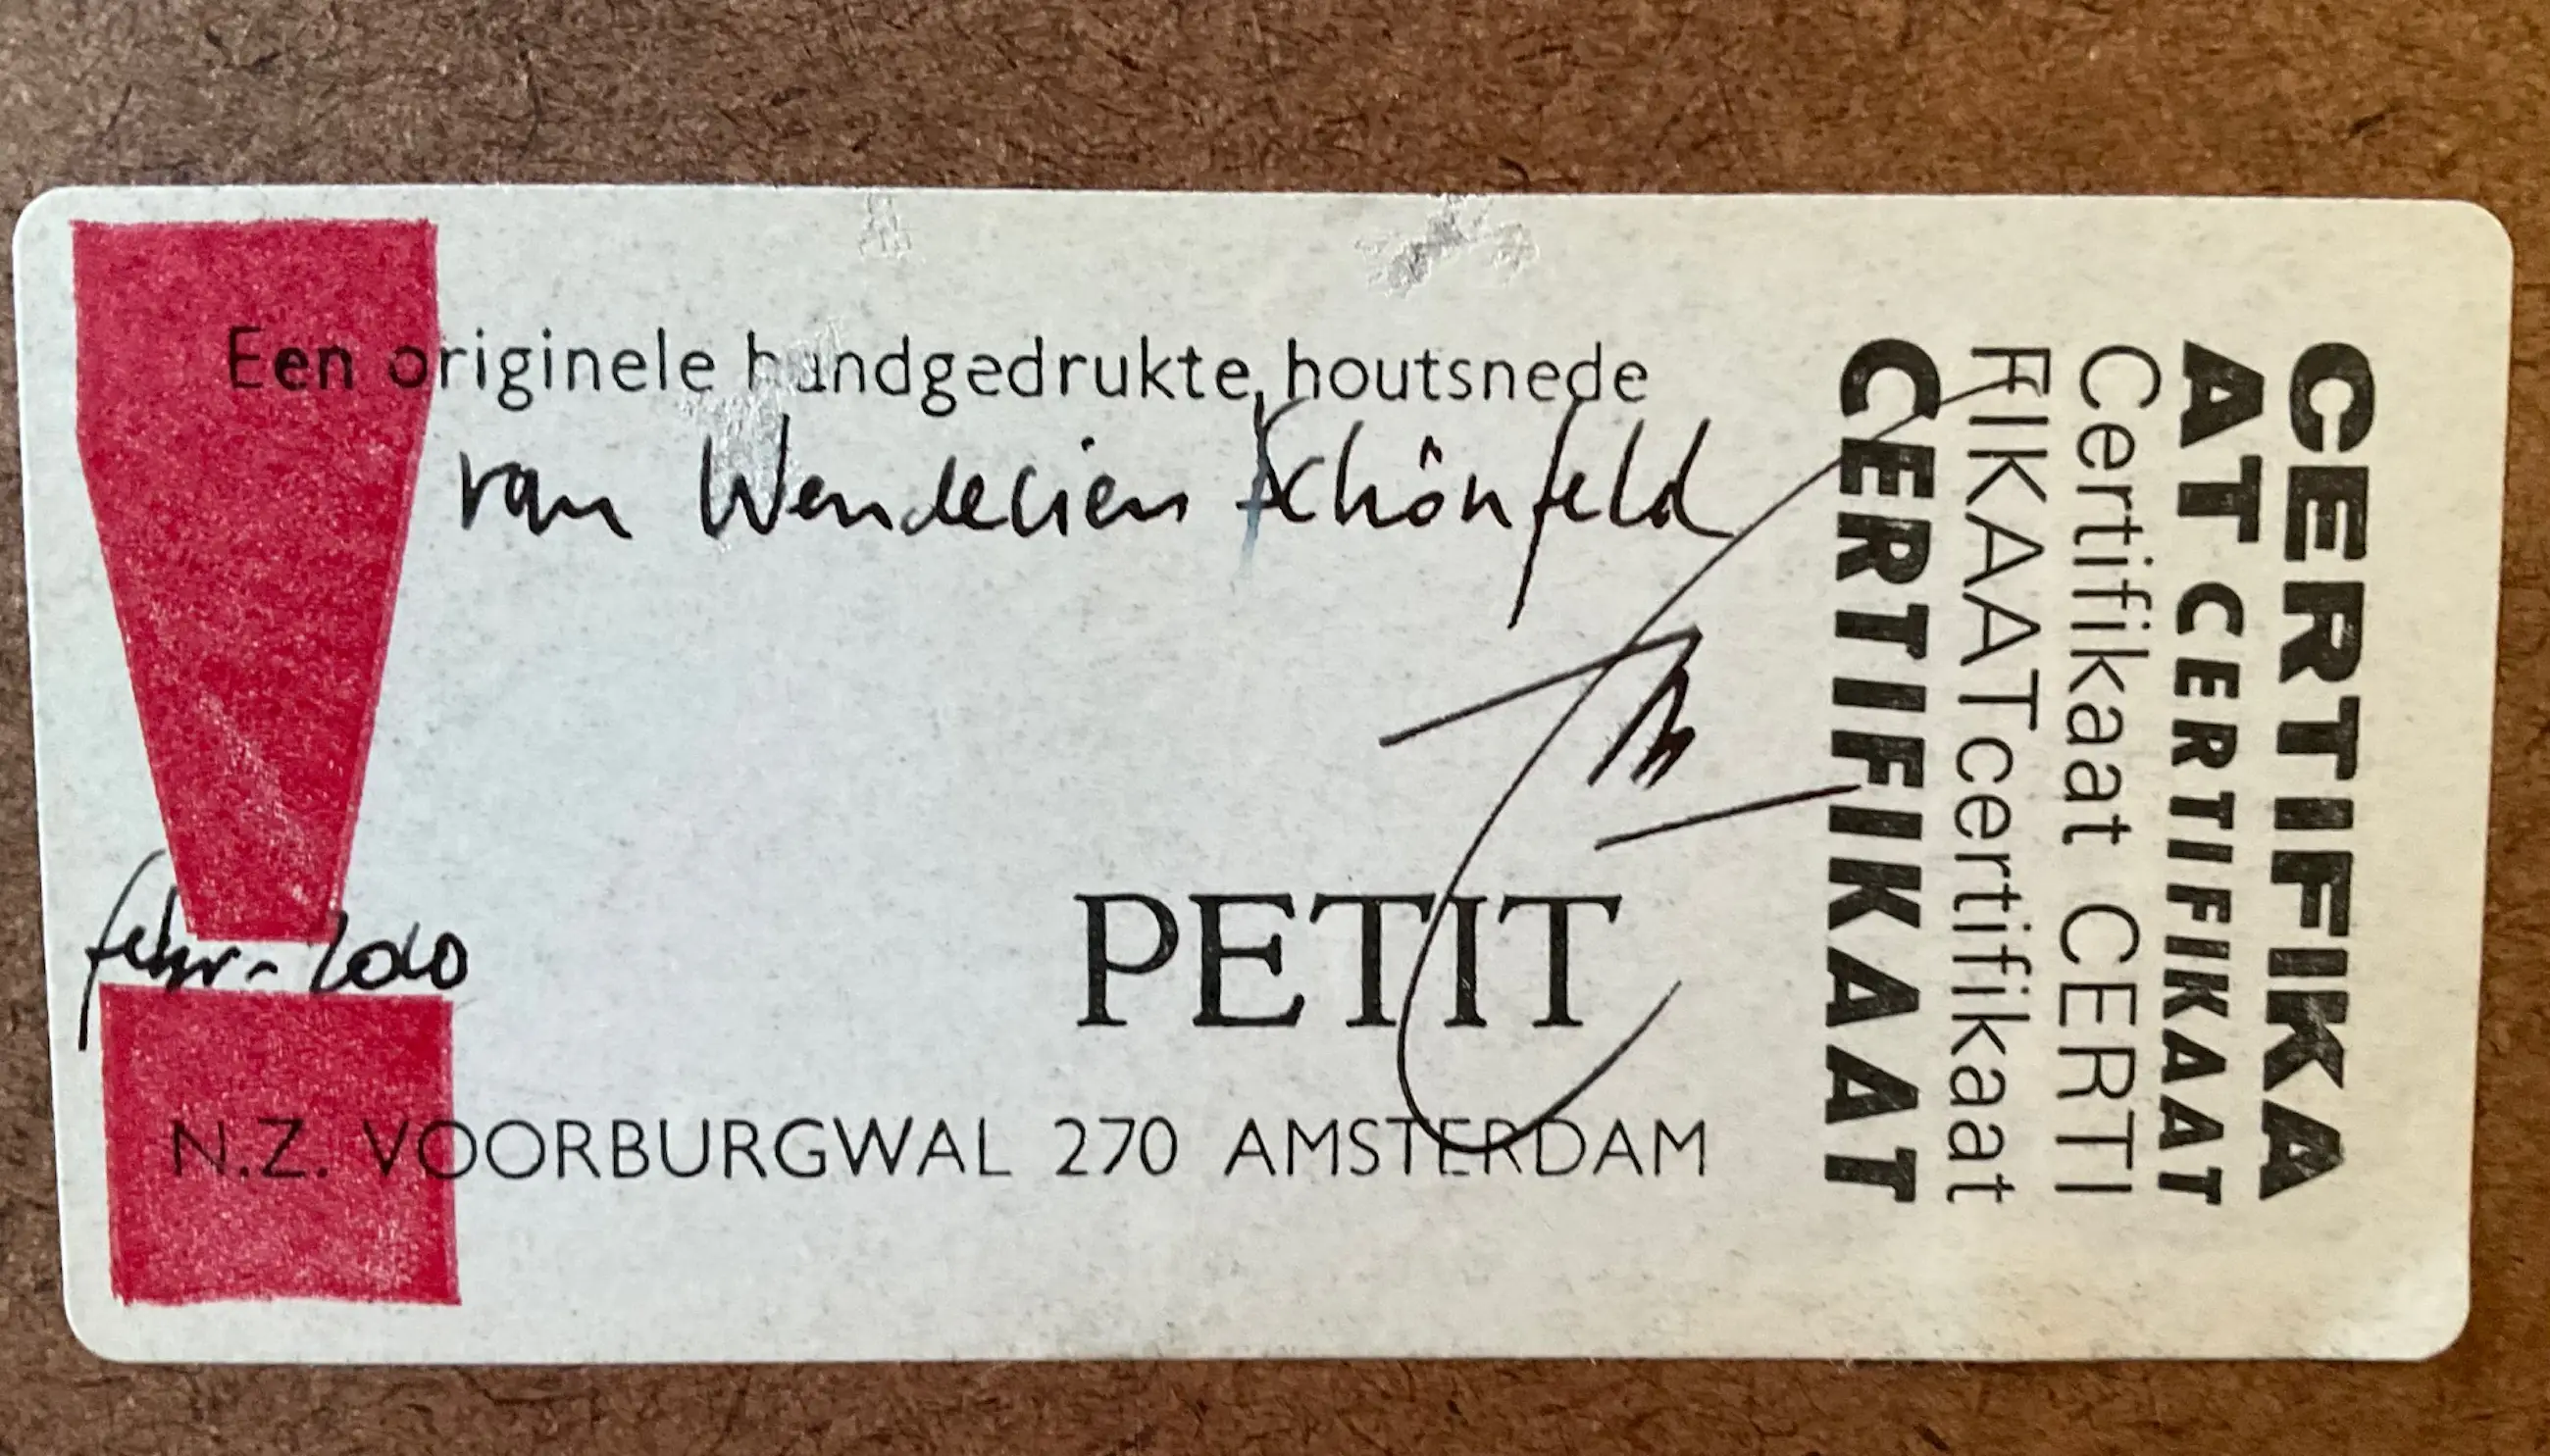 Een originele handgedrukte houtsnede
van Wendelien Schönfeld
febr. 2010
PETIT
N.Z. VOORBURGWAL 270 AMSTERDAM
CERTIFIKA
AT CERTIFIKAAT
Certifikaat CERTI
FIKAATcertifikaat
CERTIFIKAAT